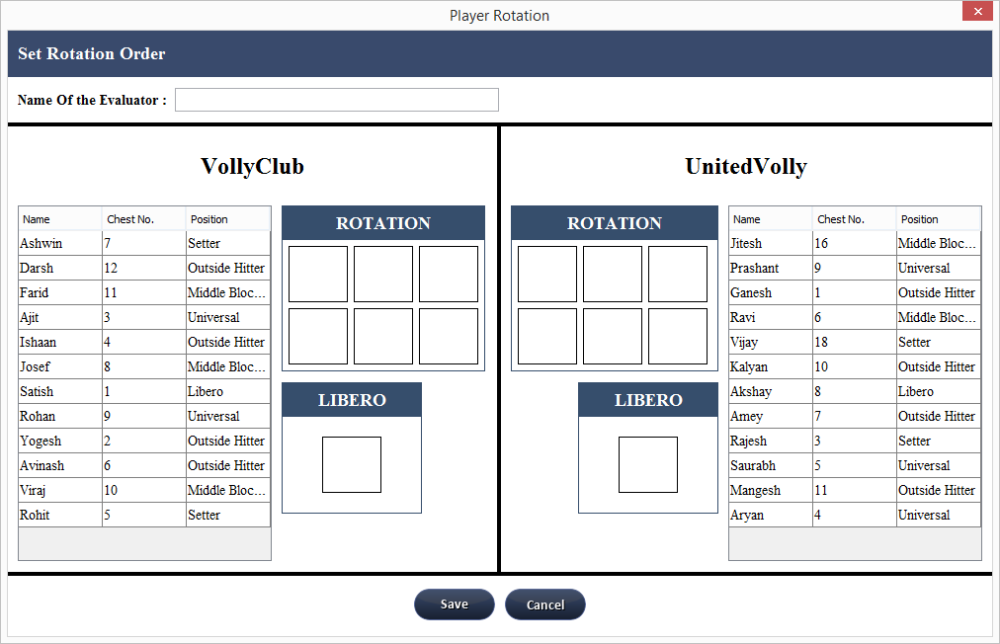 Player Rotation
Set Rotation Order
Name Of the Evaluator :
VollyClub
Name Chest No. Position
Ashwin 7 Setter
Darsh 12 Outside Hitter
Farid 11 Middle Bloc...
Ajit 3 Universal
Ishaan 4 Outside Hitter
Josef 8 Middle Bloc...
Satish 1 Libero
Rohan 9 Universal
Yogesh 2 Outside Hitter
Avinash 6 Outside Hitter
Viraj 10 Middle Bloc...
Rohit 5 Setter
ROTATION
LIBERO
UnitedVolly
ROTATION
LIBERO
Name Chest No. Position
Jitesh 16 Middle Bloc...
Prashant 9 Universal
Ganesh 1 Outside Hitter
Ravi 6 Middle Bloc...
Vijay 18 Setter
Kalyan 10 Outside Hitter
Akshay 8 Libero
Amey 7 Outside Hitter
Rajesh 3 Setter
Saurabh 5 Universal
Mangesh 11 Outside Hitter
Aryan 4 Universal
Save Cancel